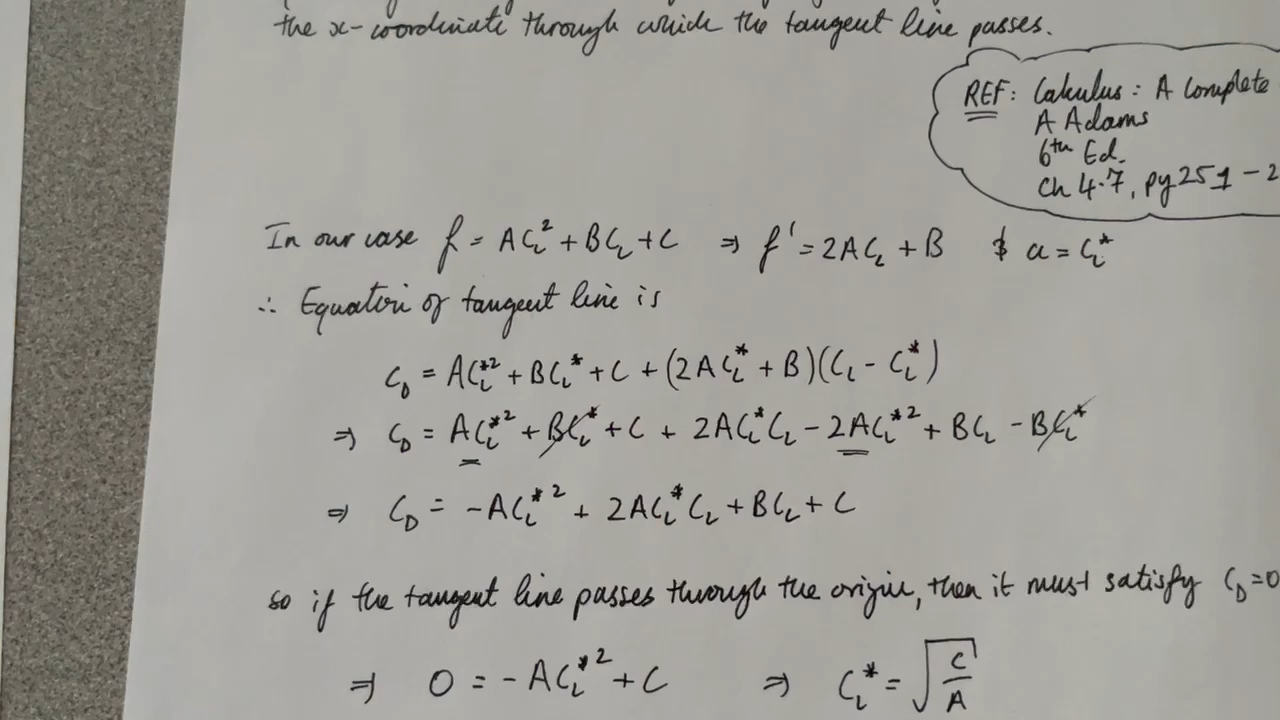 the x-coordinate through which the tangent line passes.
REF: Calculus: A Complete
A Adams
6th Ed.
Ch 4.7, pg 251 - 2
In our case f = AC_L^2 + BC_L + C ⇒ f' = 2AC_L + B & a = C_L^*
∴ Equation of tangent line is
C_D = AC_L^{*2} + BC_L^* + C + (2AC_L^* + B)(C_L - C_L^*)
⇒ C_D = AC_L^{*2} + BC_L^* + C + 2AC_L^*C_L - 2AC_L^{*2} + BC_L - BC_L^*
⇒ C_D = -AC_L^{*2} + 2AC_L^*C_L + BC_L + C
so if the tangent line passes through the origin, then it must satisfy C_D=0
⇒ 0 = -AC_L^{*2} + C ⇒ C_L^* = √(C/A)